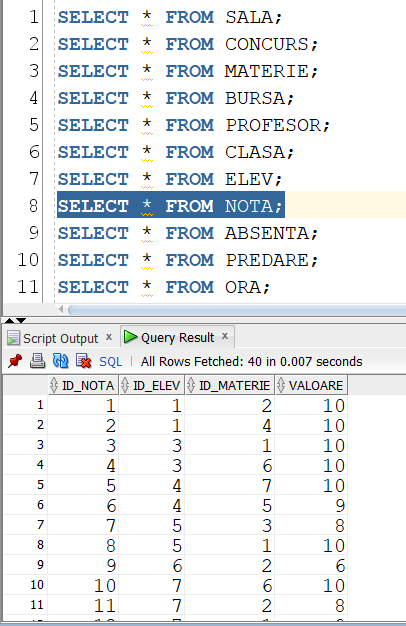 1 SELECT * FROM SALA;
2 SELECT * FROM CONCURS;
3 SELECT * FROM MATERIE;
4 SELECT * FROM BURSA;
5 SELECT * FROM PROFESOR;
6 SELECT * FROM CLASA;
7 SELECT * FROM ELEV;
8 SELECT * FROM NOTA;
9 SELECT * FROM ABSENTA;
10 SELECT * FROM PREDARE;
11 SELECT * FROM ORA;
Script Output x Query Result x
SQL | All Rows Fetched: 40 in 0.007 seconds
ID_NOTA ID_ELEV ID_MATERIE VALOARE
1 1 1 2 10
2 2 1 4 10
3 3 3 1 10
4 4 3 6 10
5 5 4 7 10
6 6 4 5 9
7 7 5 3 8
8 8 5 1 10
9 9 6 2 6
10 10 7 6 10
11 11 7 2 8